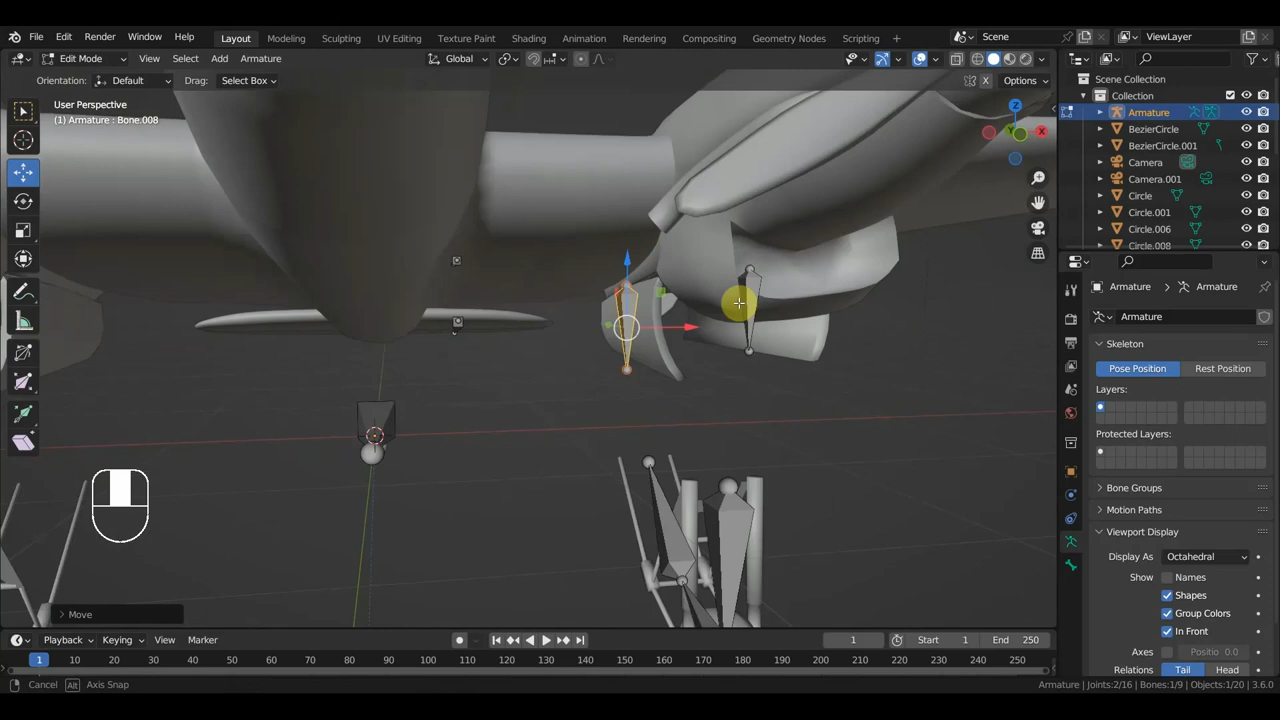 File Edit Render Window Help Layout Modeling Sculpting UV Editing Texture Paint Shading Animation Rendering Compositing Geometry Nodes Scripting + Scene ViewLayer
Edit Mode View Select Add Armature Global
Orientation: Default Drag: Select Box X Options
User Perspective
(1) Armature : Bone.008
Z
X
Y
Move
Scene Collection
Collection
Armature
BezierCircle
BezierCircle.001
Camera
Camera.001
Circle
Circle.001
Circle.006
Circle.008
Armature Armature
Armature
Skeleton
Pose Position Rest Position
Layers:
Protected Layers:
Bone Groups
Motion Paths
Viewport Display
Display As Octahedral
Show Names
Shapes
Group Colors
In Front
Axes Positio 0.0
Relations Tail Head
Playback Keying View Marker 1 Start 1 End 250
1 10 20 30 40 50 60 70 80 90 100 110 120 130 140 150 160 170 180 190 200 210 220 230 240 250
Cancel Alt Axis Snap Armature | Joints:2/16 | Bones:1/9 | Objects:1/20 | 3.6.0